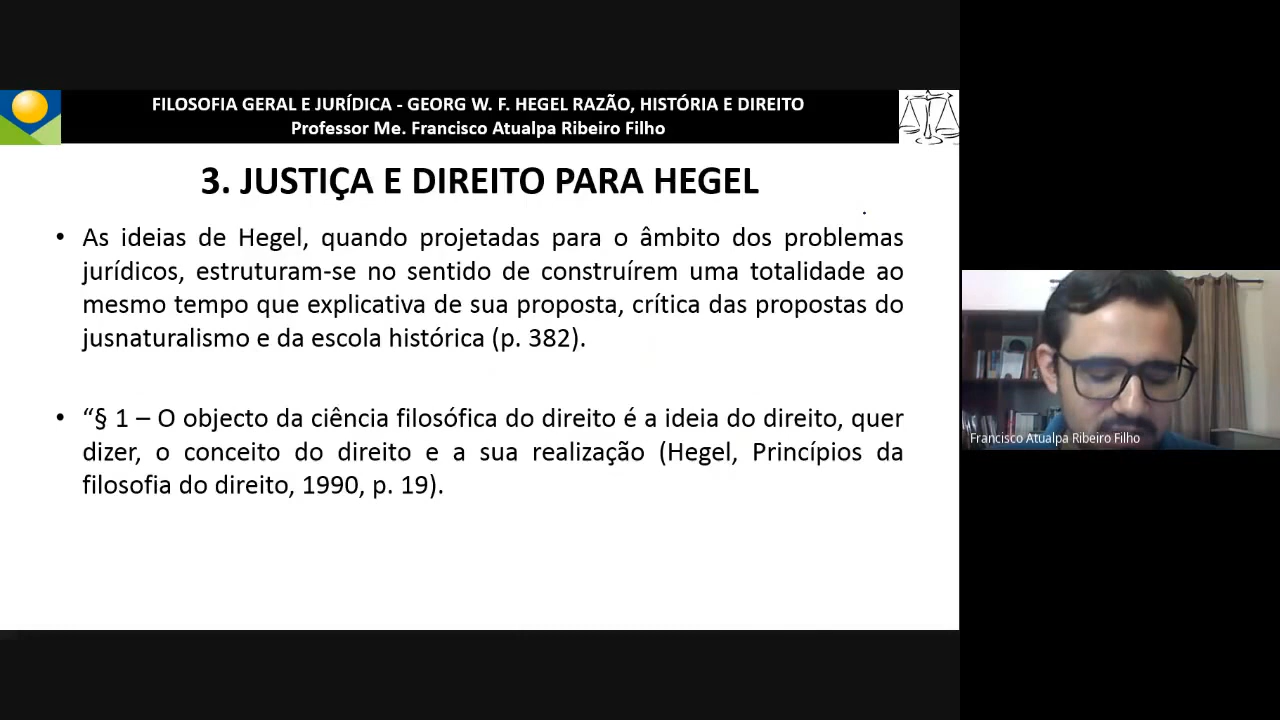 FILOSOFIA GERAL E JURÍDICA - GEORG W. F. HEGEL RAZÃO, HISTÓRIA E DIREITO
Professor Me. Francisco Atualpa Ribeiro Filho
3. JUSTIÇA E DIREITO PARA HEGEL
• As ideias de Hegel, quando projetadas para o âmbito dos problemas
jurídicos, estruturam-se no sentido de construírem uma totalidade ao
mesmo tempo que explicativa de sua proposta, crítica das propostas do
jusnaturalismo e da escola histórica (p. 382).
• “§ 1 – O objecto da ciência filosófica do direito é a ideia do direito, quer
dizer, o conceito do direito e a sua realização (Hegel, Princípios da
filosofia do direito, 1990, p. 19).
Francisco Atualpa Ribeiro Filho